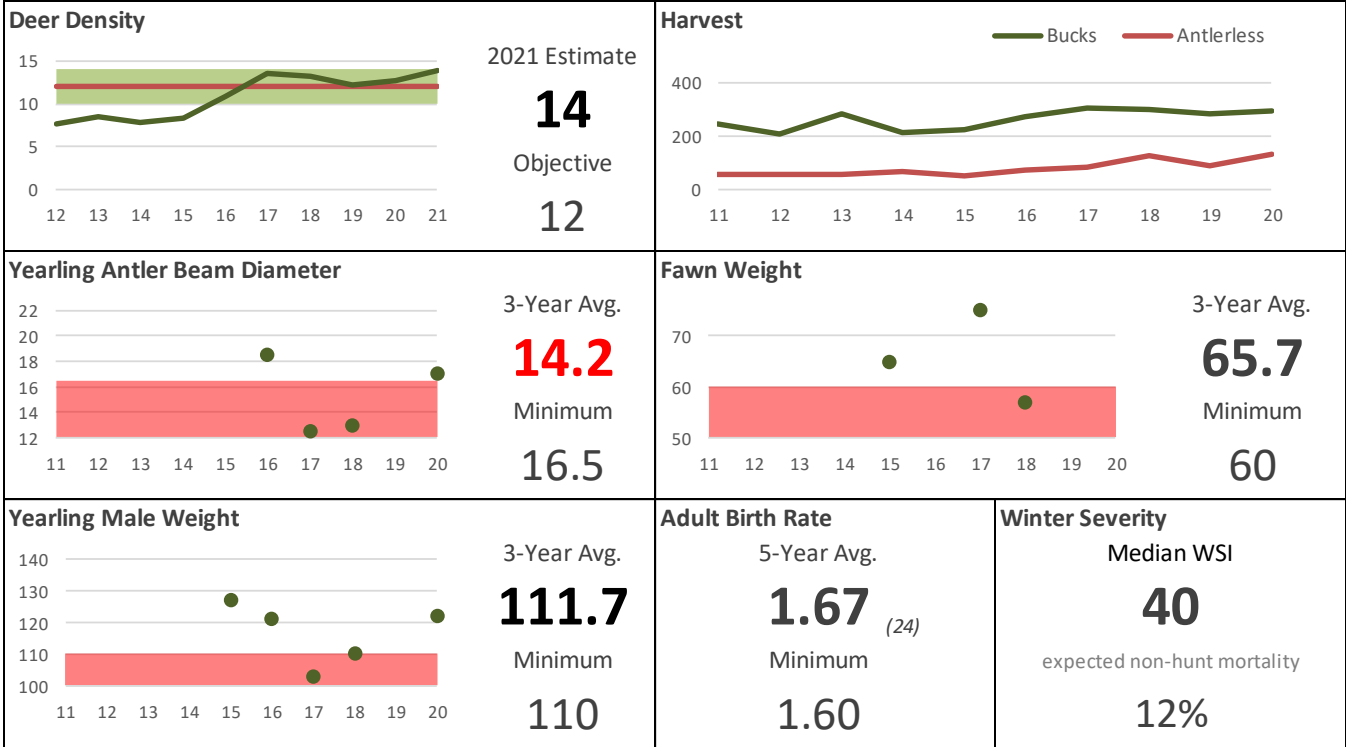 Deer Density
2021 Estimate
14
Objective
12
15
10
5
0
12 13 14 15 16 17 18 19 20 21
Harvest
Bucks Antlerless
400
200
0
11 12 13 14 15 16 17 18 19 20
Yearling Antler Beam Diameter
3-Year Avg.
14.2
Minimum
16.5
22
20
18
16
14
12
11 12 13 14 15 16 17 18 19 20
Fawn Weight
3-Year Avg.
65.7
Minimum
60
70
60
50
11 12 13 14 15 16 17 18 19 20
Yearling Male Weight
3-Year Avg.
111.7
Minimum
110
140
130
120
110
100
11 12 13 14 15 16 17 18 19 20
Adult Birth Rate
5-Year Avg.
1.67 (24)
Minimum
1.60
Winter Severity
Median WSI
40
expected non-hunt mortality
12%